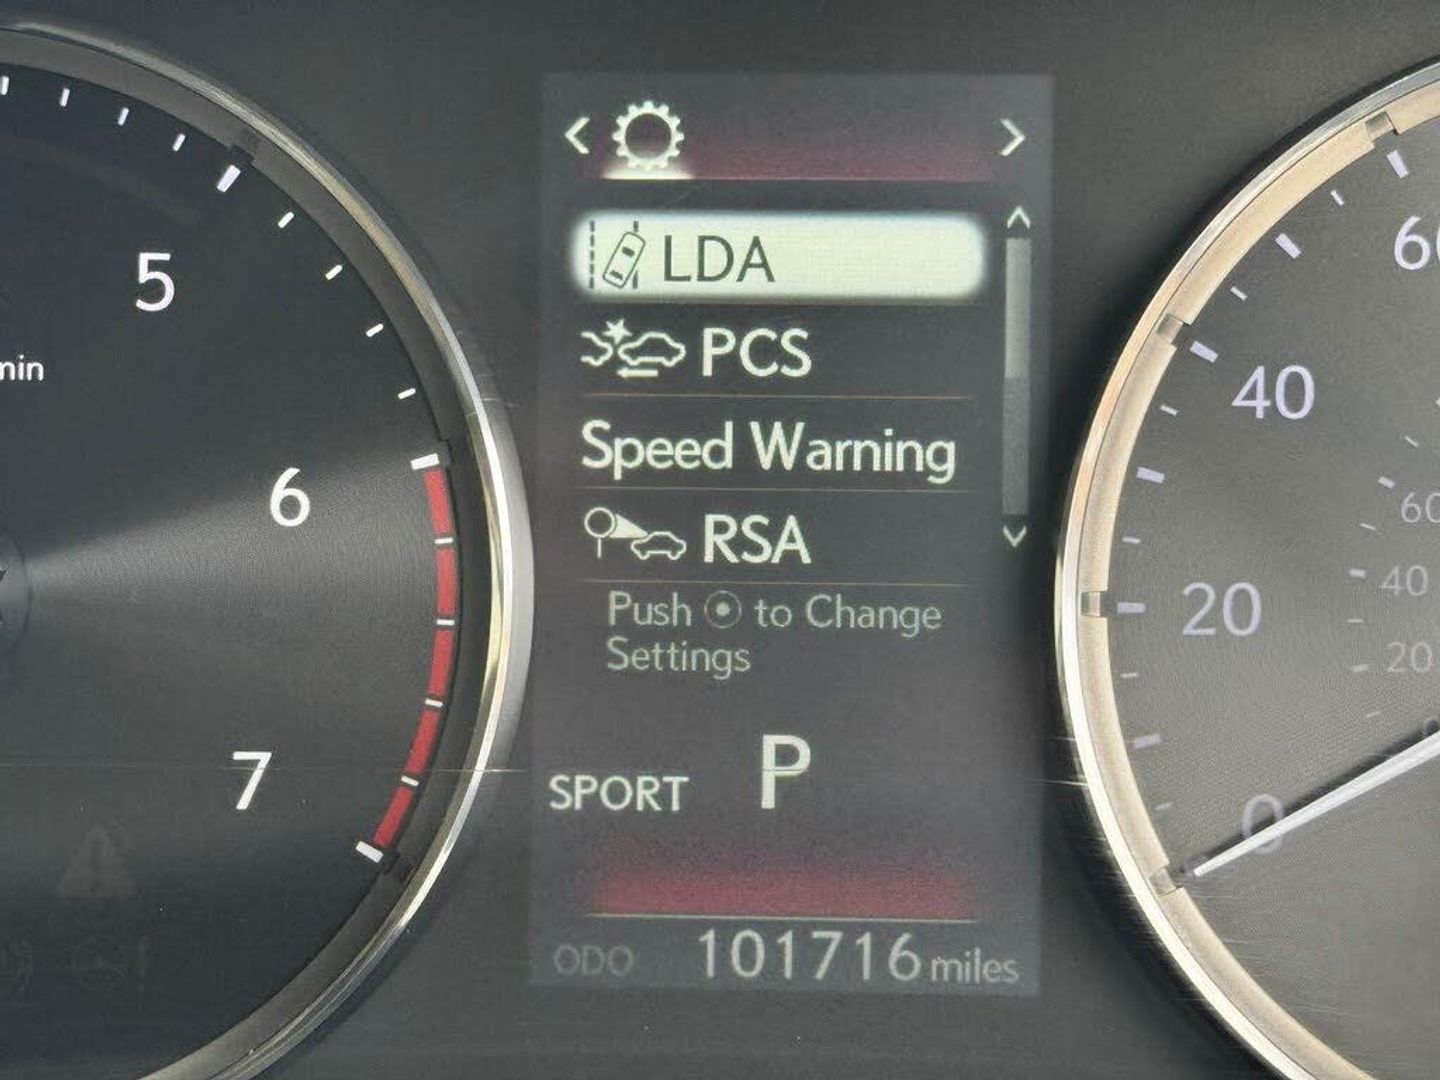 5
min
6
7
LDA
PCS
Speed Warning
RSA
Push to Change
Settings
SPORT P
ODO 101716 miles
40
20
0
60
40
20